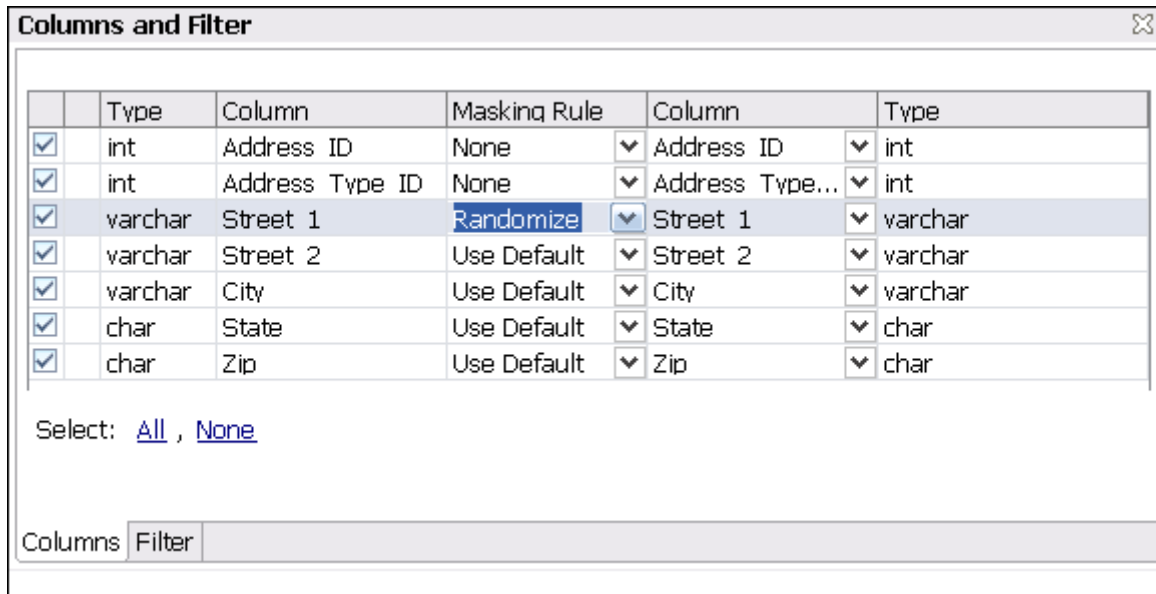 Columns and Filter
Type Column Masking Rule Column Type
int Address ID None Address ID int
int Address Type ID None Address Type... int
varchar Street 1 Randomize Street 1 varchar
varchar Street 2 Use Default Street 2 varchar
varchar City Use Default City varchar
char State Use Default State char
char Zip Use Default Zip char
Select: All , None
Columns Filter